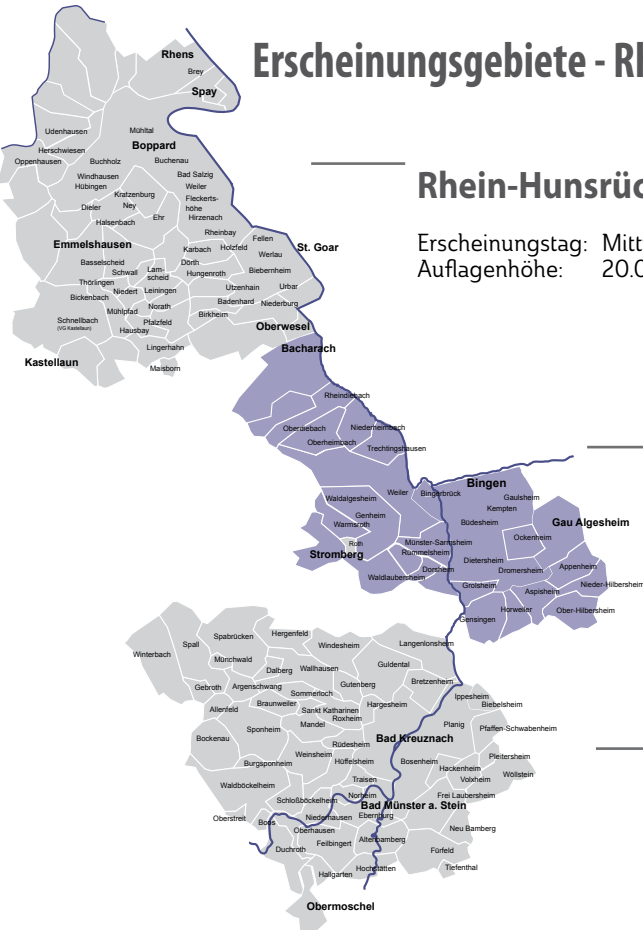 Erscheinungsgebiete - Rh
Rhein-Hunsrüc
Erscheinungstag: Mitt
Auflagenhöhe: 20.0
Rhens
Brey
Spay
Udenhausen
Mühltal
Herschwiesen
Boppard
Oppenhausen
Buchholz
Buchenau
Windhausen
Bad Salzig
Hübingen
Weiler
Kratzenburg
Fleckerts-
höhe
Dieler
Ney
Ehr
Hirzenach
Halsenbach
Rheinbay
Fellen
Emmelshausen
Karbach
Holzfeld
St. Goar
Werlau
Basselscheid
Dörth
Schwall
Lam-
scheid
Hungenroth
Biebernheim
Thörlingen
Niedert
Leiningen
Utzenhain
Urbar
Bickenbach
Badenhard
Niederburg
Mühlpfad
Norath
Birkheim
Schnellbach
(VG Kastellaun)
Pfalzfeld
Hausbay
Oberwesel
Lingerhahn
Bacharach
Kastellaun
Maisborn
Rheindiebach
Oberdiebach
Niederheimbach
Oberheimbach
Trechtingshausen
Bingen
Waldalgesheim
Weiler
Bingerbrück
Gaulsheim
Kempten
Genheim
Büdesheim
Gau Algesheim
Warmsroth
Ockenheim
Roth
Münster-Sarmsheim
Stromberg
Rümmelsheim
Dietersheim
Appenheim
Dorsheim
Dromersheim
Waldlaubersheim
Grolsheim
Nieder-Hilbersheim
Aspisheim
Horweiler
Ober-Hilbersheim
Gensingen
Hergenfeld
Spabrücken
Langenlonsheim
Spall
Windesheim
Winterbach
Münchwald
Guldental
Dalberg
Wallhausen
Bretzenheim
Gebroth
Argenschwang
Gutenberg
Sommerloch
Ippesheim
Braunweiler
Hargesheim
Biebelsheim
Allenfeld
Sankt Katharinen
Roxheim
Sponheim
Mandel
Planig
Pfaffen-Schwabenheim
Bockenau
Rüdesheim
Bad Kreuznach
Weinsheim
Pleitersheim
Burgsponheim
Hüffelsheim
Bosenheim
Hackenheim
Wöllstein
Traisen
Volxheim
Waldböckelheim
Norheim
Frei Laubersheim
Schloßböckelheim
Bad Münster a. Stein
Oberstreit
Boos
Niederhausen
Ebernburg
Oberhausen
Neu Bamberg
Duchroth
Feilbingert
Altenbamberg
Fürfeld
Hallgarten
Hochstätten
Tiefenthal
Obermoschel